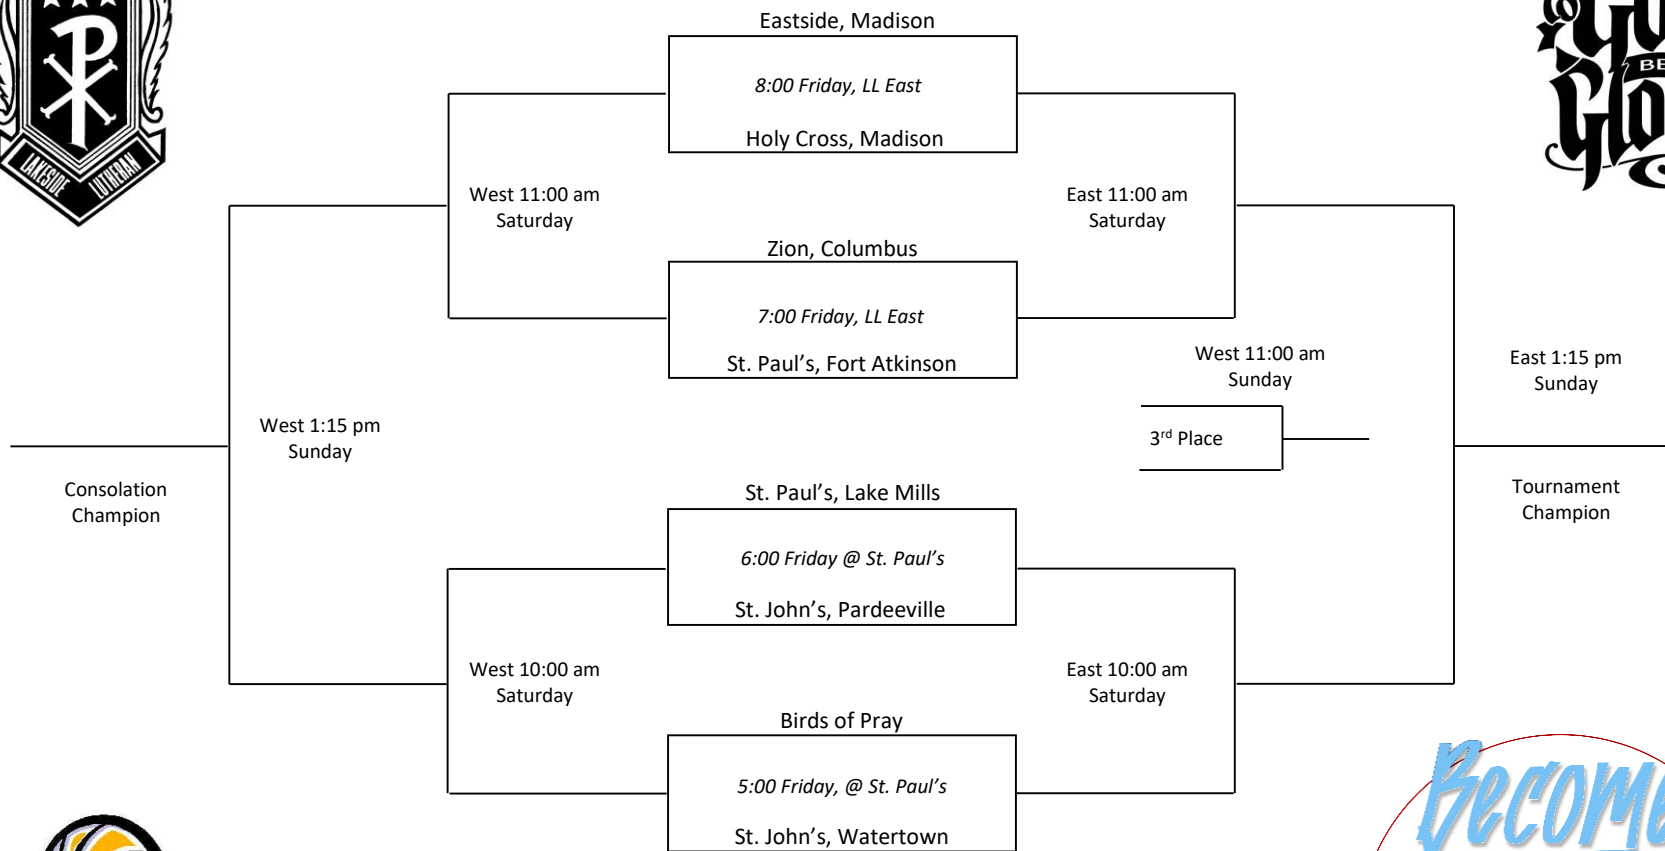 Eastside, Madison
8:00 Friday, LL East
Holy Cross, Madison
West 11:00 am
Saturday
East 11:00 am
Saturday
Zion, Columbus
7:00 Friday, LL East
St. Paul's, Fort Atkinson
West 11:00 am
Sunday
East 1:15 pm
Sunday
West 1:15 pm
Sunday
3rd Place
Consolation
Champion
Tournament
Champion
St. Paul's, Lake Mills
6:00 Friday @ St. Paul's
St. John's, Pardeeville
West 10:00 am
Saturday
East 10:00 am
Saturday
Birds of Pray
5:00 Friday, @ St. Paul's
St. John's, Watertown
LAKESIDE LUTHERAN
Become